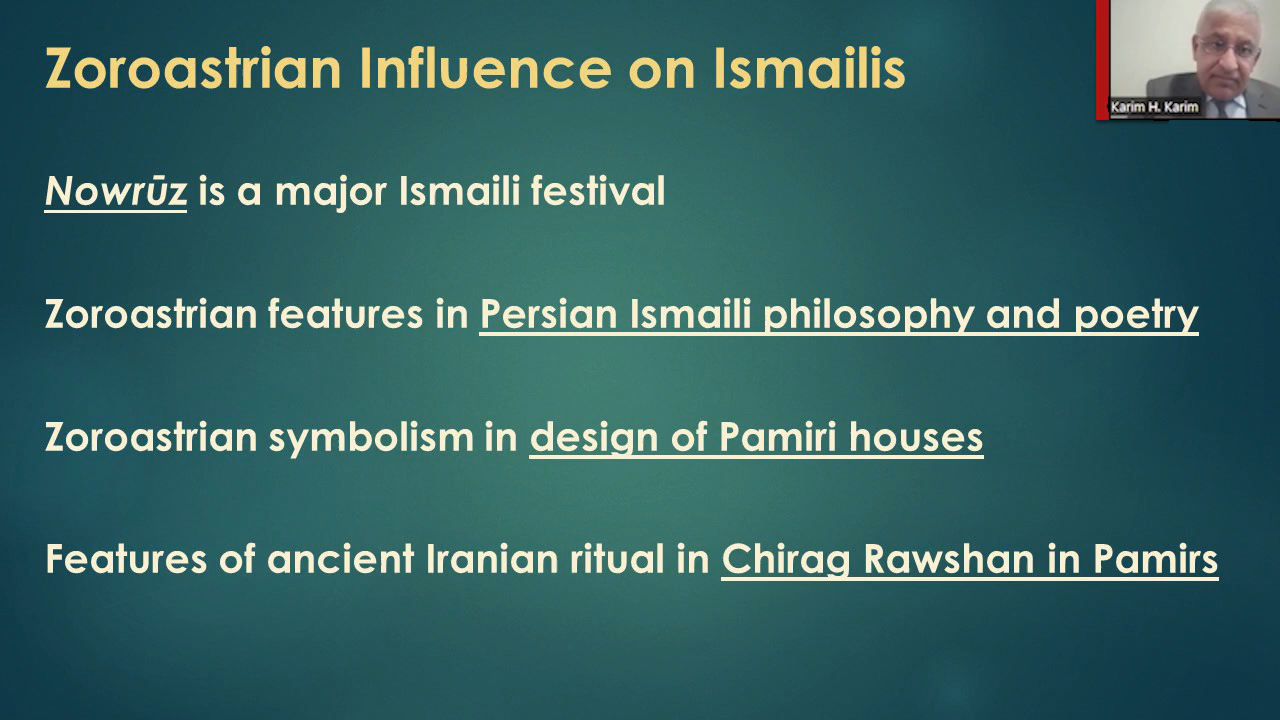 Zoroastrian Influence on Ismailis
Karim H. Karim
Nowrūz is a major Ismaili festival
Zoroastrian features in Persian Ismaili philosophy and poetry
Zoroastrian symbolism in design of Pamiri houses
Features of ancient Iranian ritual in Chirag Rawshan in Pamirs